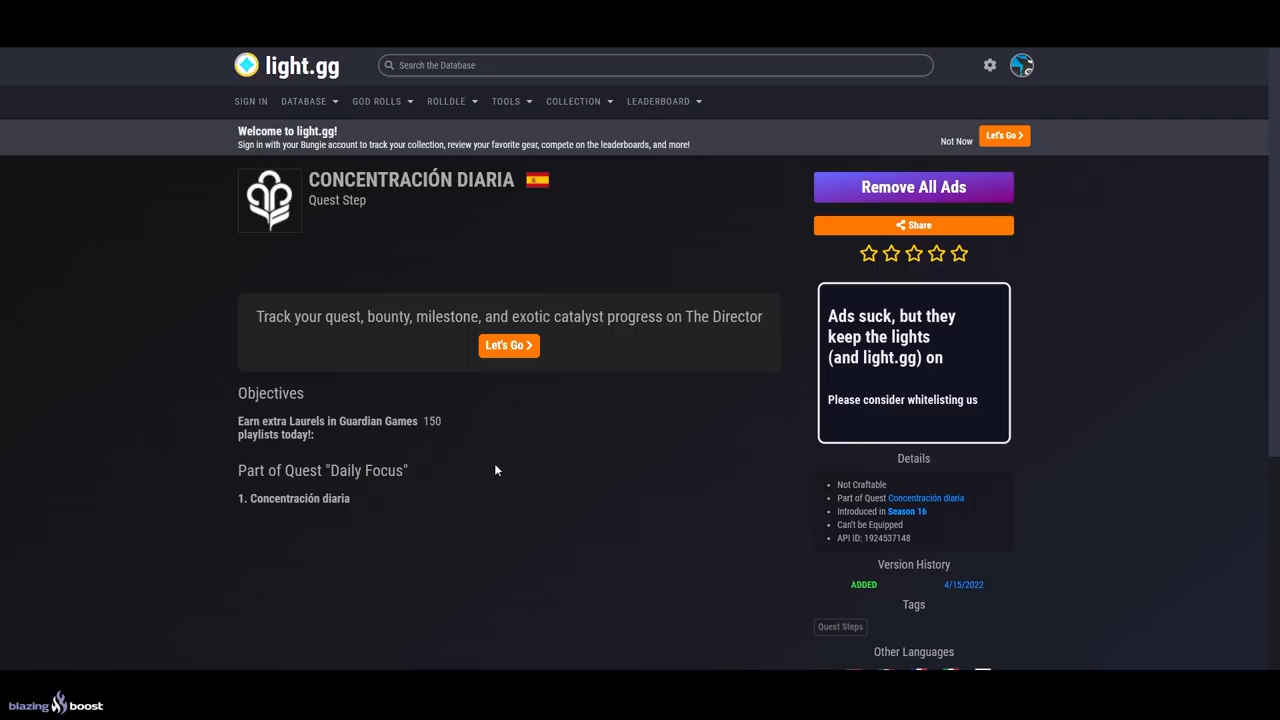 light.gg
Search the Database
SIGN IN DATABASE GOD ROLLS ROLLDLE TOOLS COLLECTION LEADERBOARD
Welcome to light.gg!
Sign in with your Bungie account to track your collection, review your favorite gear, compete on the leaderboards, and more!
Not Now
Let's Go
CONCENTRACIÓN DIARIA
Quest Step
Track your quest, bounty, milestone, and exotic catalyst progress on The Director
Let's Go
Objectives
Earn extra Laurels in Guardian Games 150
playlists today!:
Part of Quest "Daily Focus"
1. Concentración diaria
Remove All Ads
Share
Ads suck, but they
keep the lights
(and light.gg) on
Please consider whitelisting us
Details
Not Craftable
Part of Quest Concentración diaria
Introduced in Season 16
Can't be Equipped
API ID: 1924537148
Version History
ADDED 4/15/2022
Tags
Quest Steps
Other Languages
blazing boost